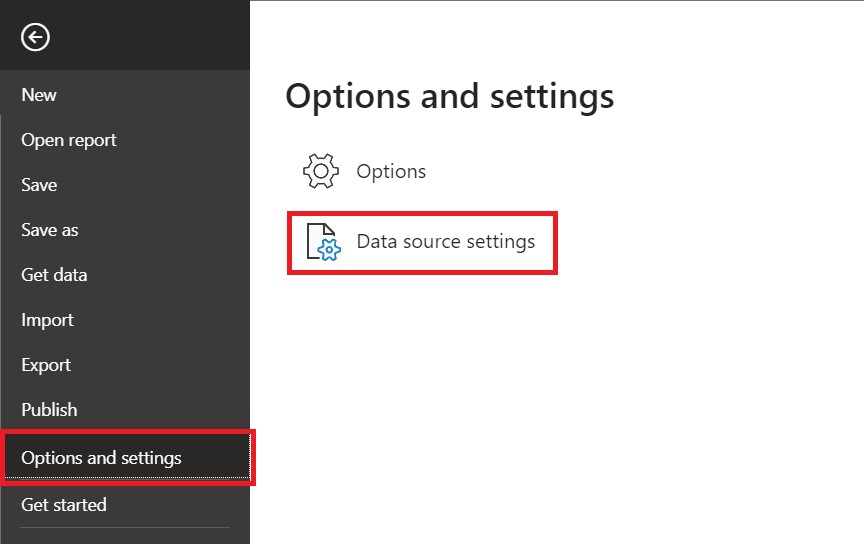 New
Open report
Save
Save as
Get data
Import
Export
Publish
Options and settings
Get started
Options and settings
Options
Data source settings